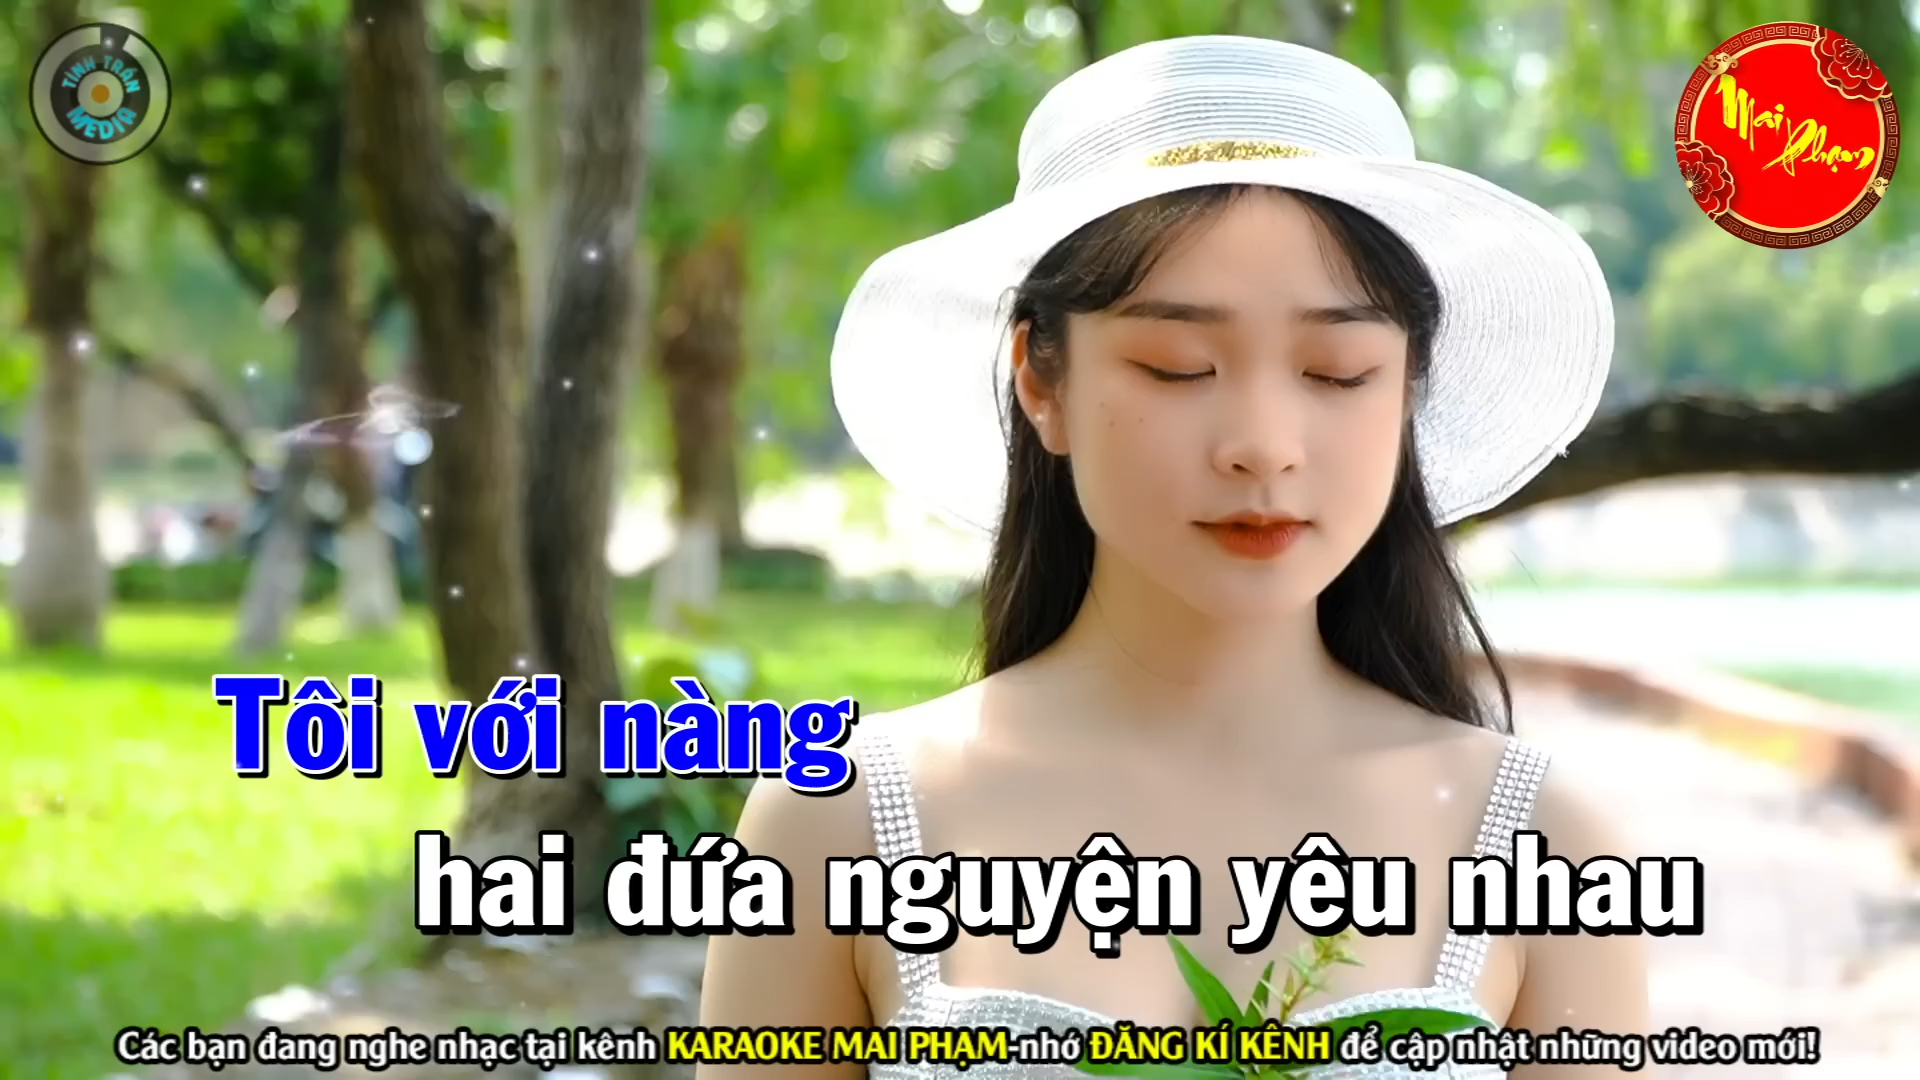 TÌNH TRẦN
MEDIA
Mai Phạm
Tôi với nàng
hai đứa nguyện yêu nhau
Các bạn đang nghe nhạc tại kênh KARAOKE MAI PHẠM-nhớ ĐĂNG KÍ KÊNH để cập nhật những video mới!